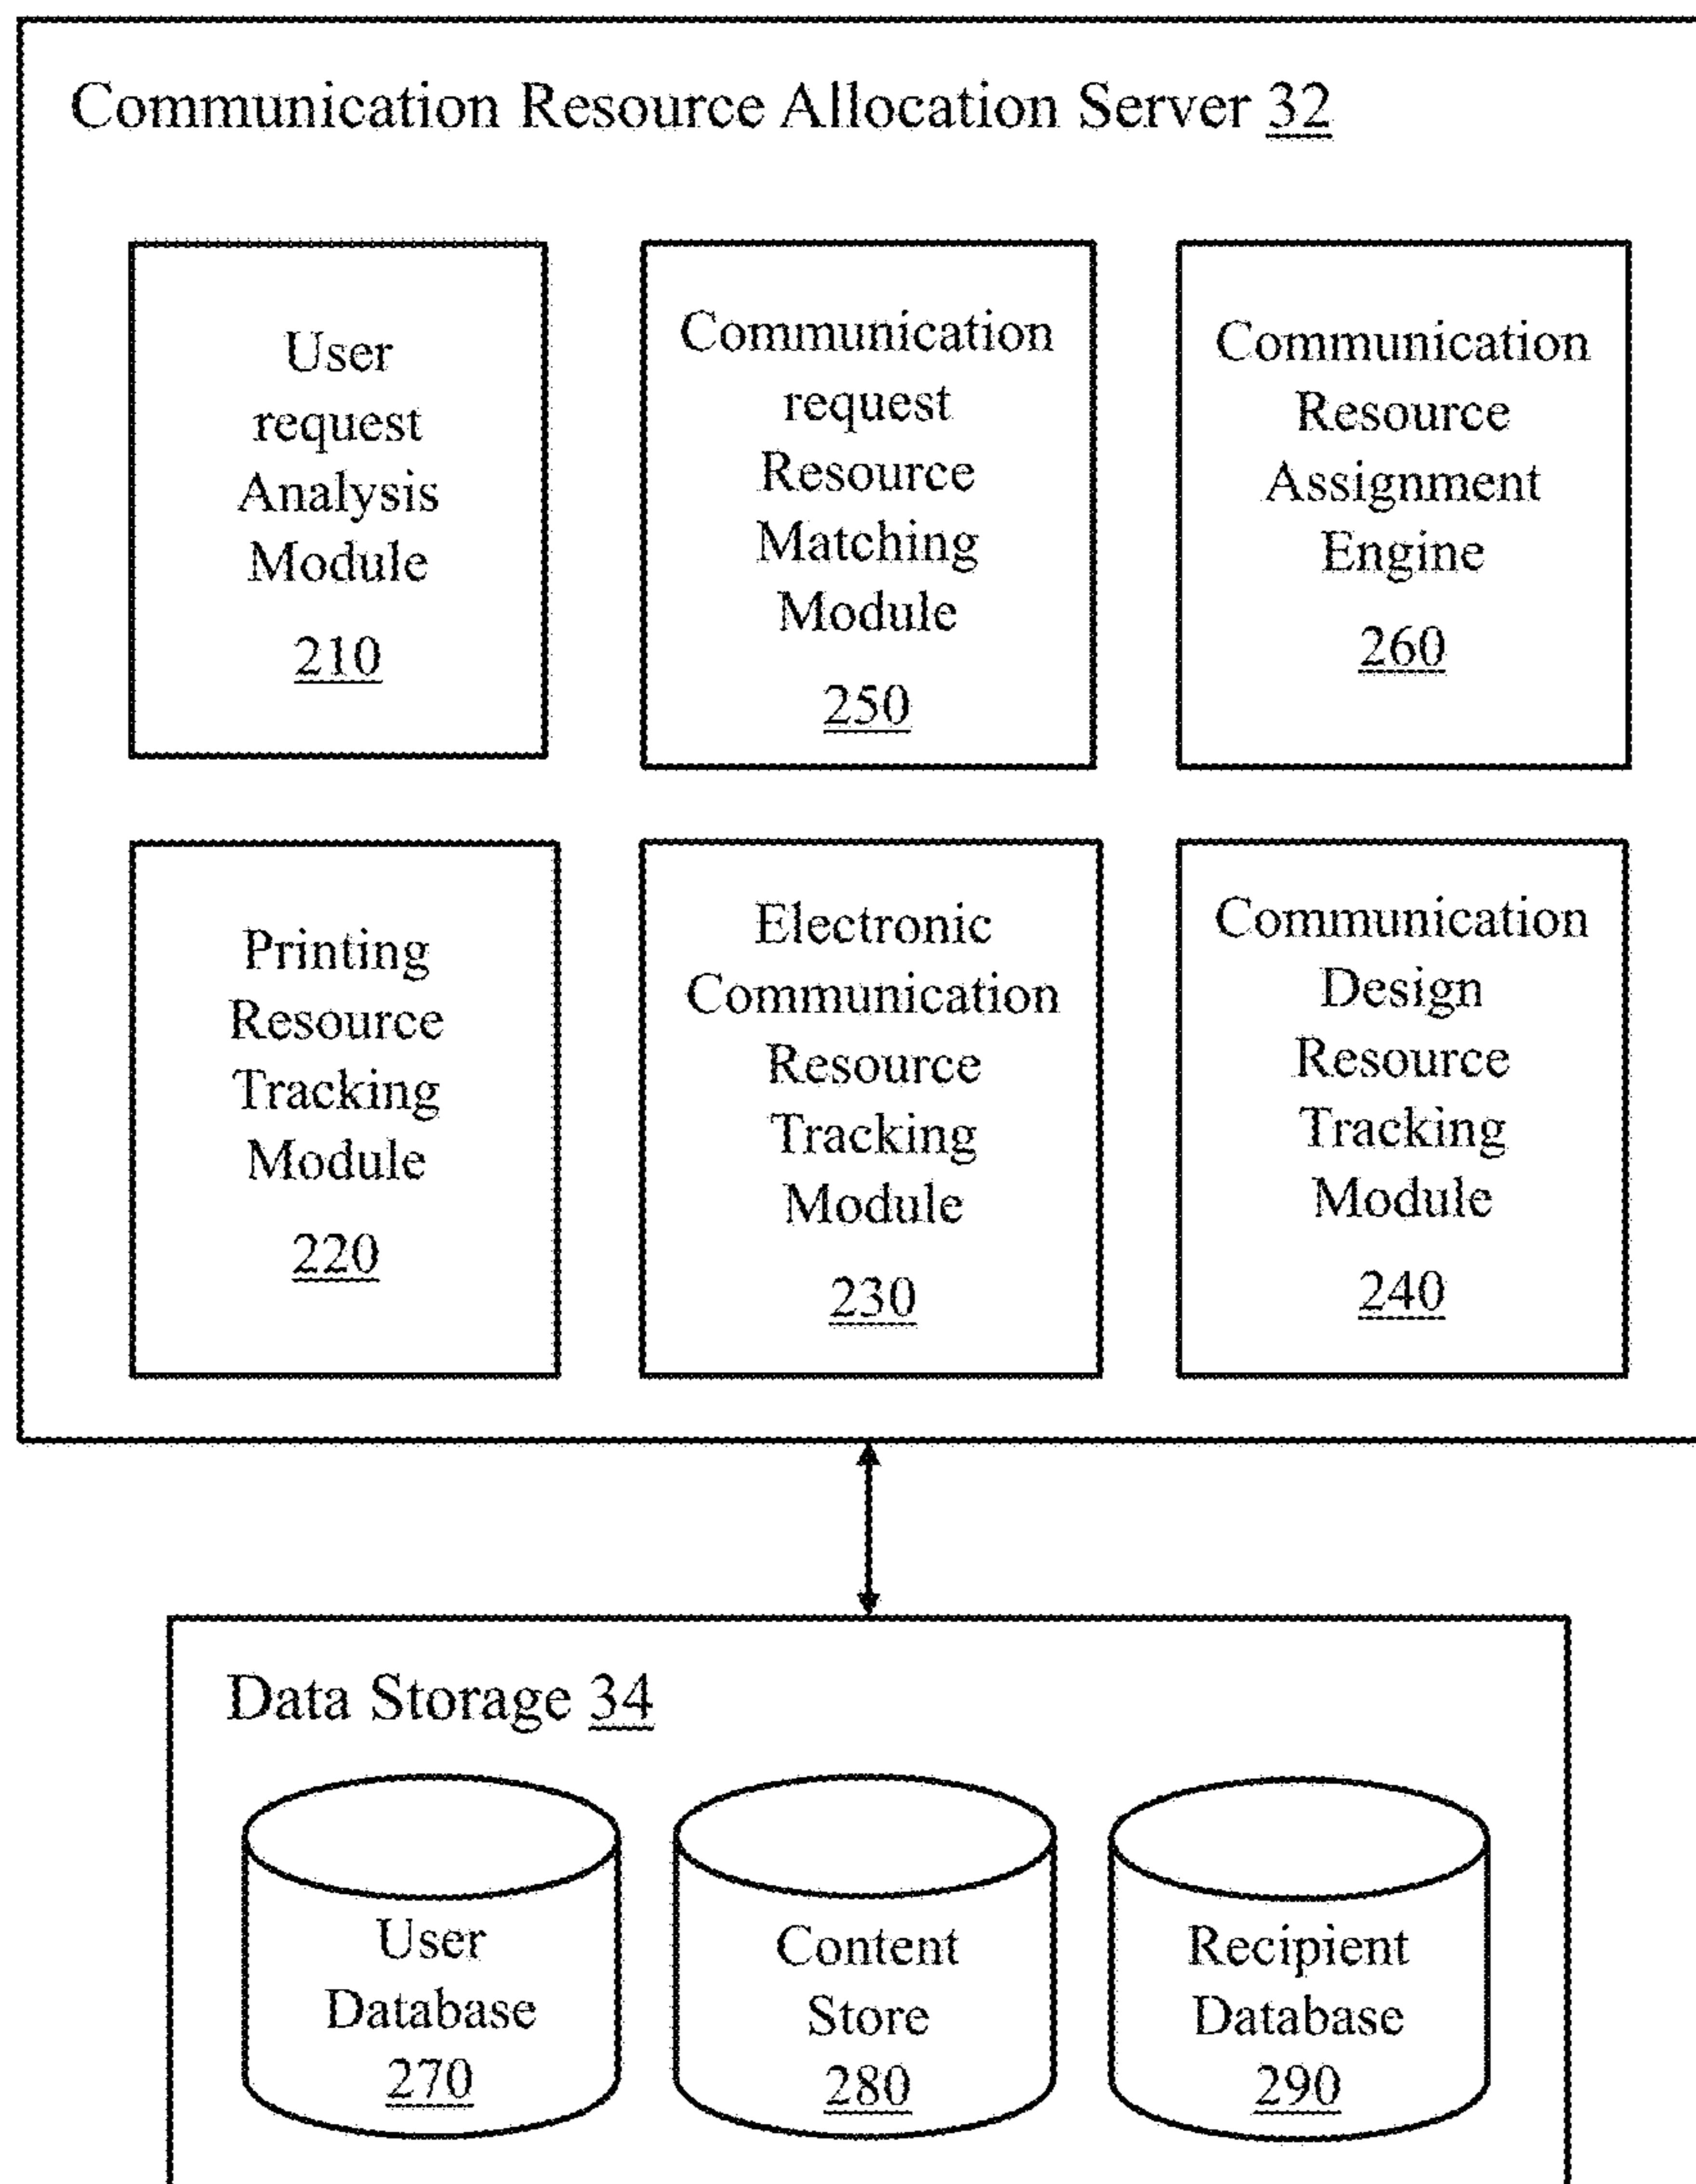 Communication Resource Allocation Server 32
User
request
Analysis
Module
210
Communication
request
Resource
Matching
Module
250
Communication
Resource
Assignment
Engine
260
Printing
Resource
Tracking
Module
220
Electronic
Communication
Resource
Tracking
Module
230
Communication
Design
Resource
Tracking
Module
240
Data Storage 34
User
Database
270
Content
Store
280
Recipient
Database
290